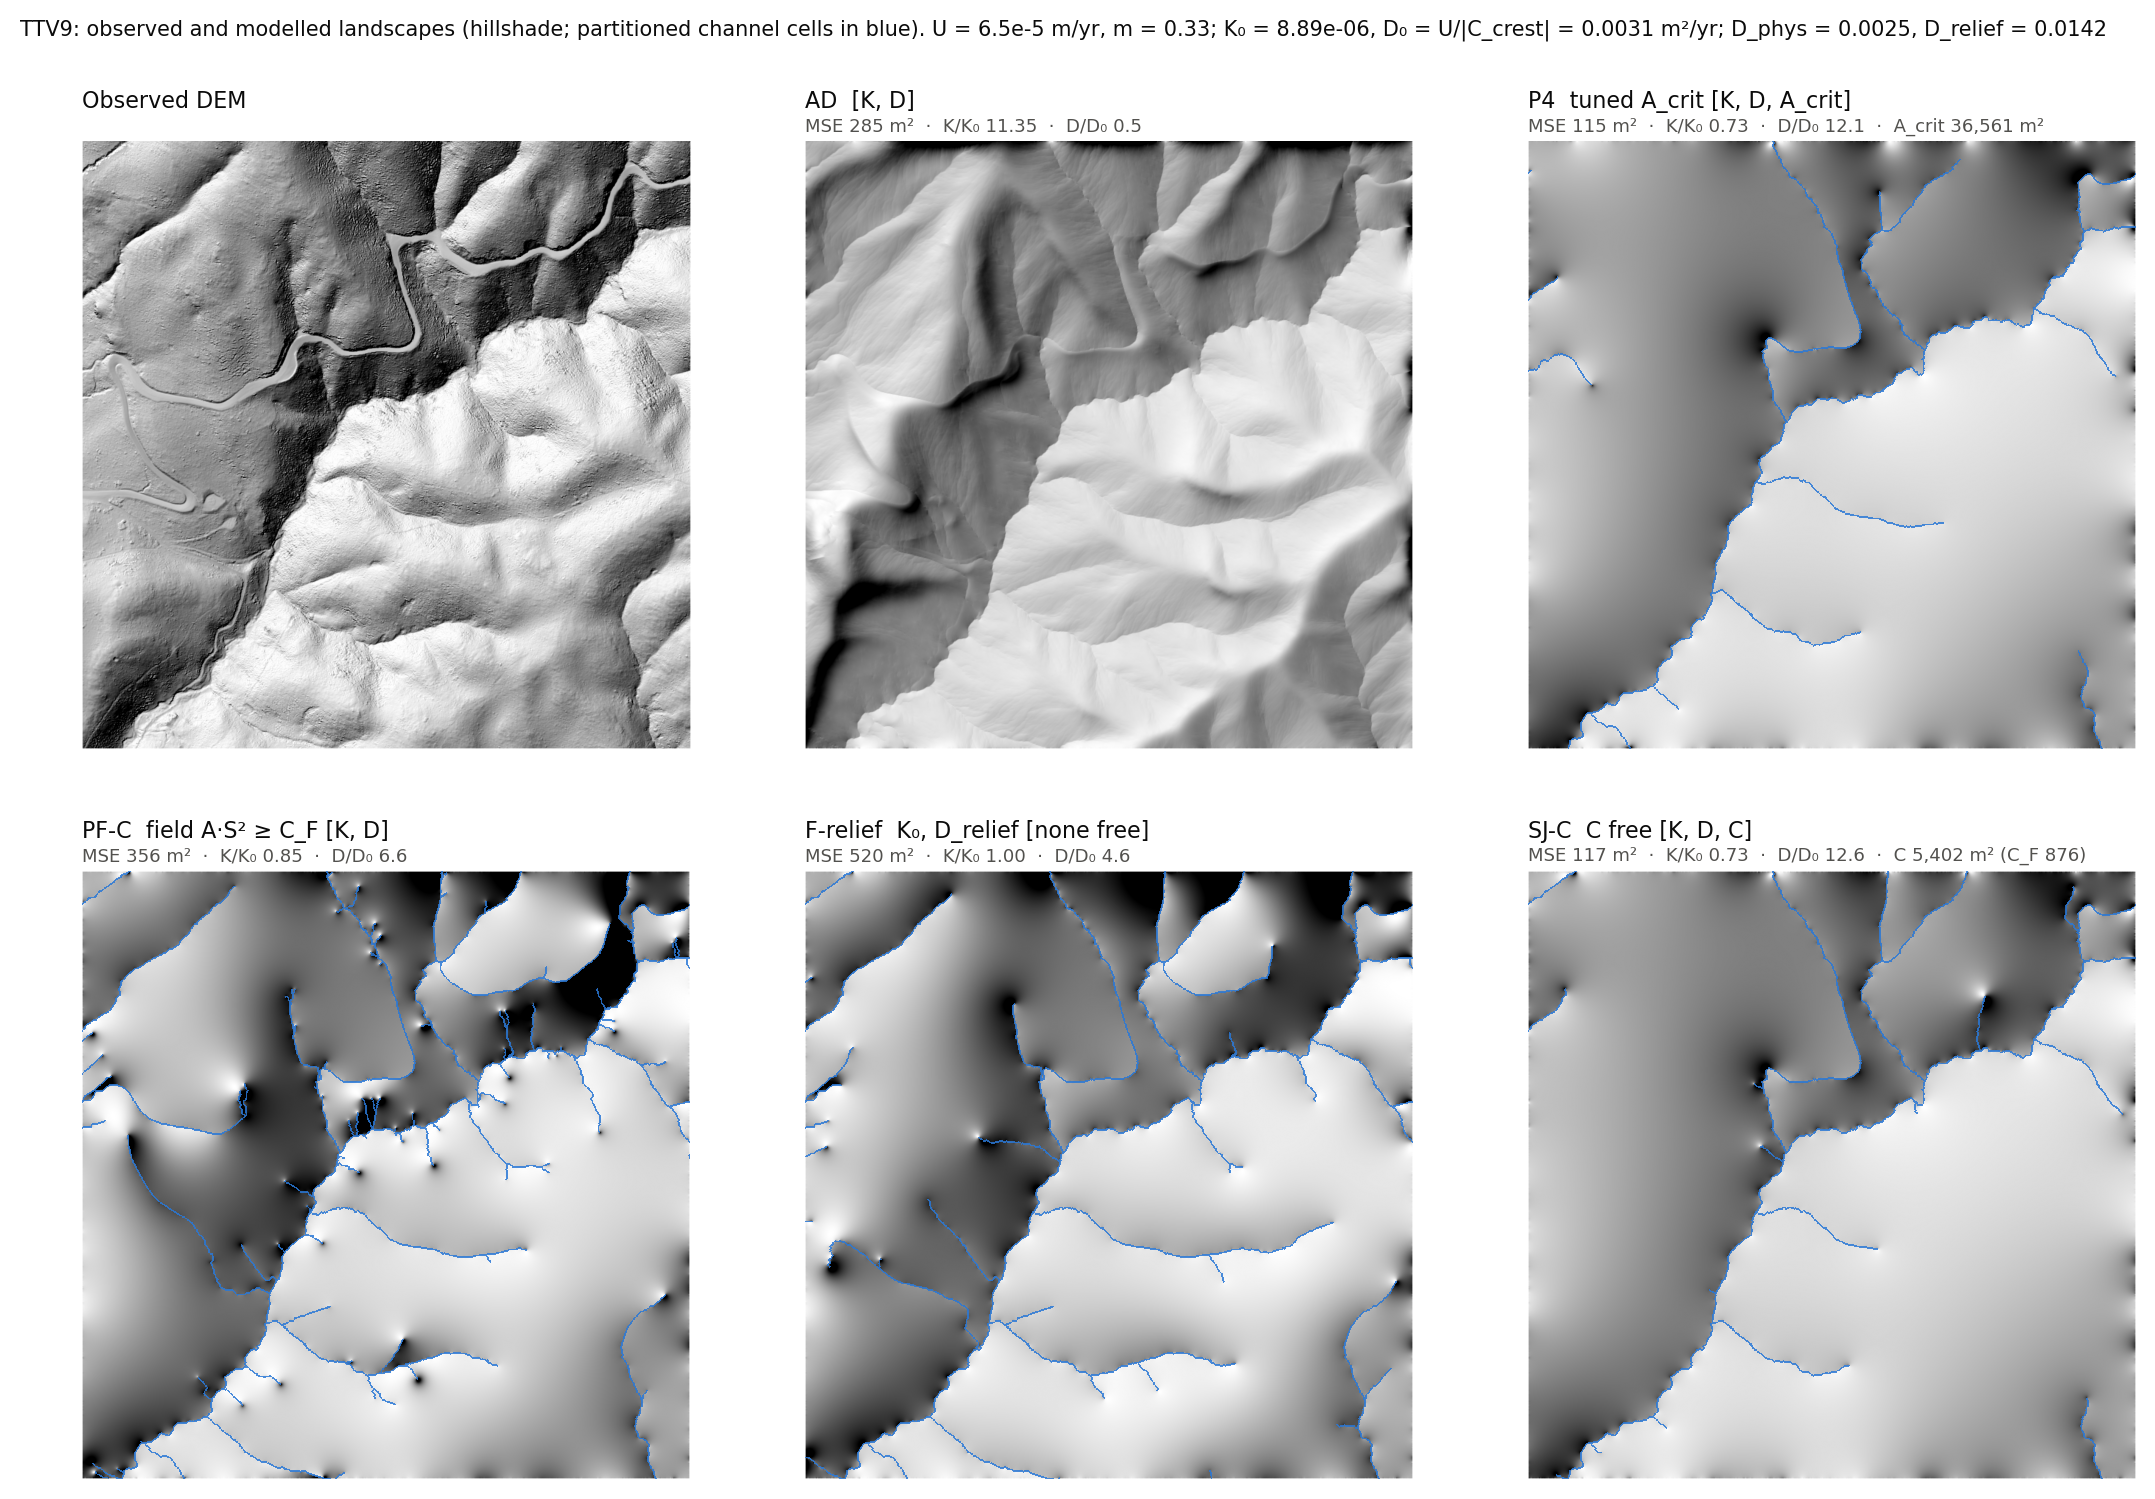 TTV9: observed and modelled landscapes (hillshade; partitioned channel cells in blue). U = 6.5e-5 m/yr, m = 0.33; K₀ = 8.89e-06, D₀ = U/|C_crest| = 0.0031 m²/yr; D_phys = 0.0025, D_relief = 0.0142
Observed DEM
AD [K, D]
MSE 285 m² · K/K₀ 11.35 · D/D₀ 0.5
P4 tuned A_crit [K, D, A_crit]
MSE 115 m² · K/K₀ 0.73 · D/D₀ 12.1 · A_crit 36,561 m²
PF-C field A·S² ≥ C_F [K, D]
MSE 356 m² · K/K₀ 0.85 · D/D₀ 6.6
F-relief K₀, D_relief [none free]
MSE 520 m² · K/K₀ 1.00 · D/D₀ 4.6
SJ-C C free [K, D, C]
MSE 117 m² · K/K₀ 0.73 · D/D₀ 12.6 · C 5,402 m² (C_F 876)